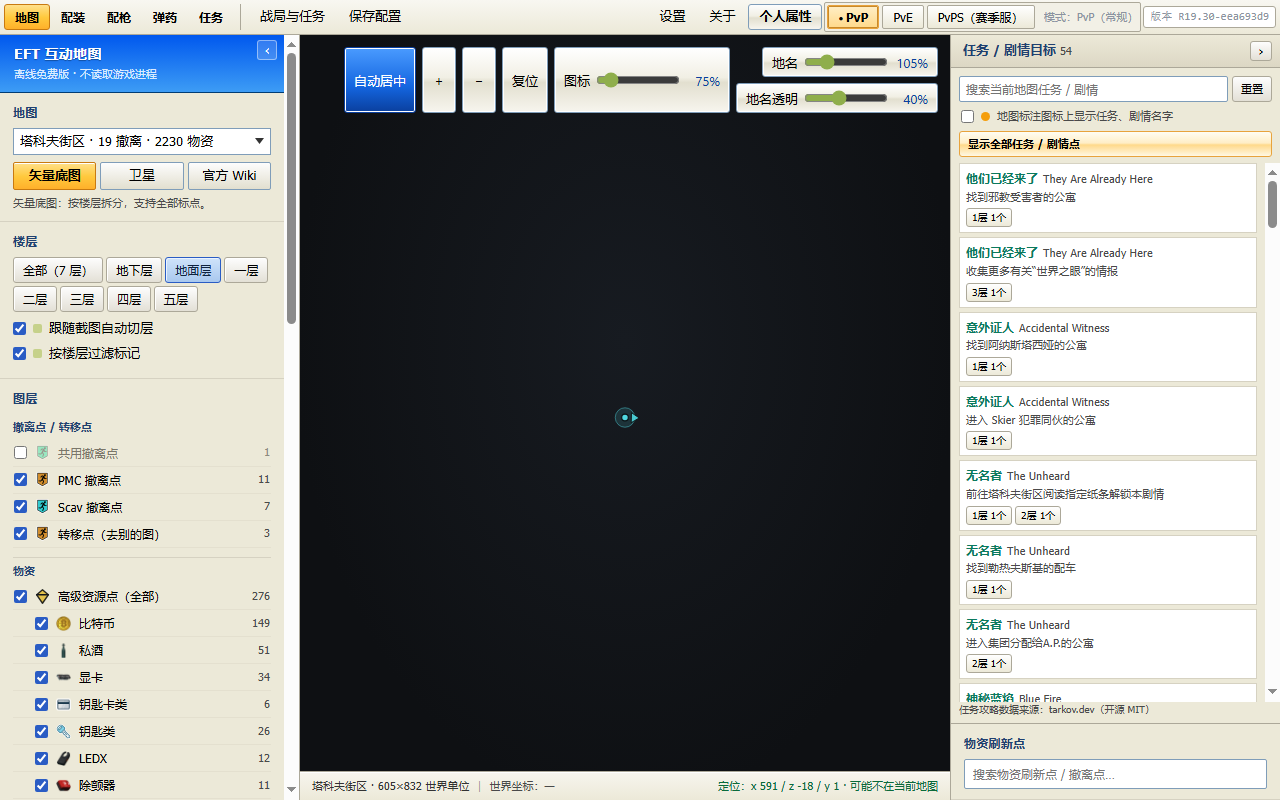 地图 配装 配枪 弹药 任务 战局与任务 保存配置 设置 关于 个人属性 • PvP PvE PvPS（赛季服） 模式：PvP（常规） 版本 R19.30-eea693d9
EFT 互动地图
离线免费版 · 不读取游戏进程
地图
塔科夫街区 · 19 撤离 · 2230 物资
矢量底图 卫星 官方 Wiki
矢量底图：按楼层拆分，支持全部标点。
楼层
全部（7 层） 地下层 地面层 一层
二层 三层 四层 五层
跟随截图自动切层
按楼层过滤标记
图层
撤离点 / 转移点
共用撤离点 1
PMC 撤离点 11
Scav 撤离点 7
转移点（去别的图） 3
物资
高级资源点（全部） 276
比特币 149
私酒 51
显卡 34
钥匙卡类 6
钥匙类 26
LEDX 12
除颤器 11
自动居中 + − 复位 图标 75% 地名 105%
地名透明 40%
塔科夫街区 · 605×832 世界单位 | 世界坐标：— 定位：x 591 / z -18 / y 1 · 可能不在当前地图
任务 / 剧情目标 54
搜索当前地图任务 / 剧情 重置
地图标注图标上显示任务、剧情名字
显示全部任务 / 剧情点
他们已经来了 They Are Already Here
找到邪教受害者的公寓
1层 1个
他们已经来了 They Are Already Here
收集更多有关“世界之眼”的情报
3层 1个
意外证人 Accidental Witness
找到阿纳斯塔西娅的公寓
1层 1个
意外证人 Accidental Witness
进入 Skier 犯罪同伙的公寓
1层 1个
无名者 The Unheard
前往塔科夫街区阅读指定纸条解锁本剧情
1层 1个 2层 1个
无名者 The Unheard
找到勒热夫斯基的配车
1层 1个
无名者 The Unheard
进入集团分配给A.P.的公寓
2层 1个
神秘蓝焰 Blue Fire
任务攻略数据来源：tarkov.dev（开源 MIT）
物资刷新点
搜索物资刷新点 / 撤离点...